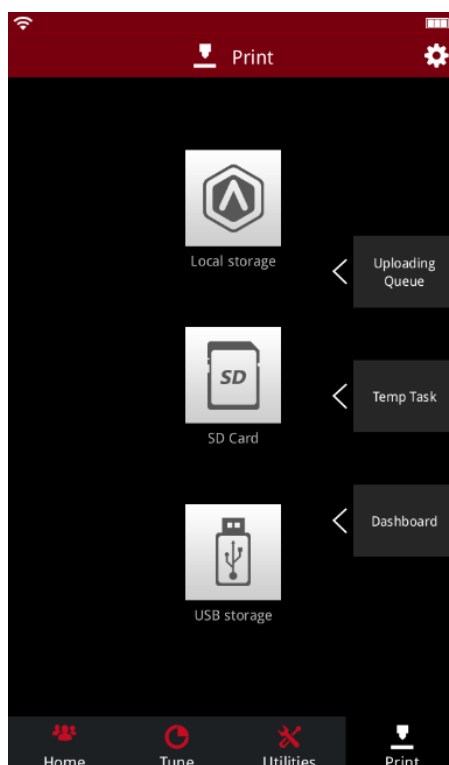 Print
Local storage
Uploading
Queue
SD
SD Card
Temp Task
Dashboard
USB storage
Home
Tune
Utilities
Print